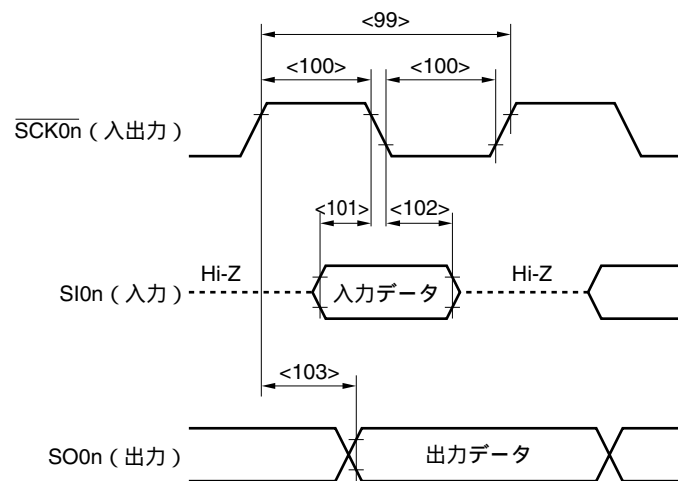 <99>
<100> <100>
SCK0n（入出力）
<101> <102>
Hi-Z Hi-Z
SI0n（入力） 入力データ
<103>
SO0n（出力） 出力データ